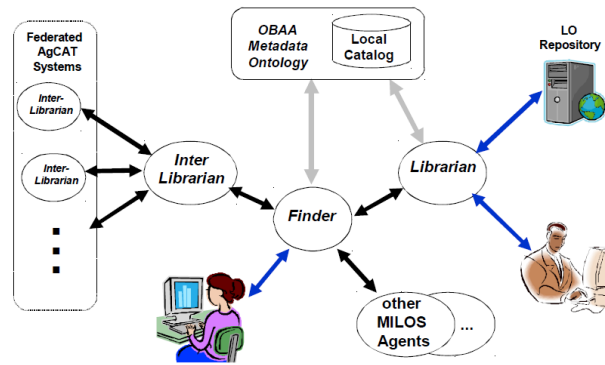 Federated
AgCAT
Systems
Inter-
Librarian
Inter-
Librarian
OBAA
Metadata
Ontology
Local
Catalog
LO
Repository
Inter
Librarian
Librarian
Finder
other
MILOS
Agents
...